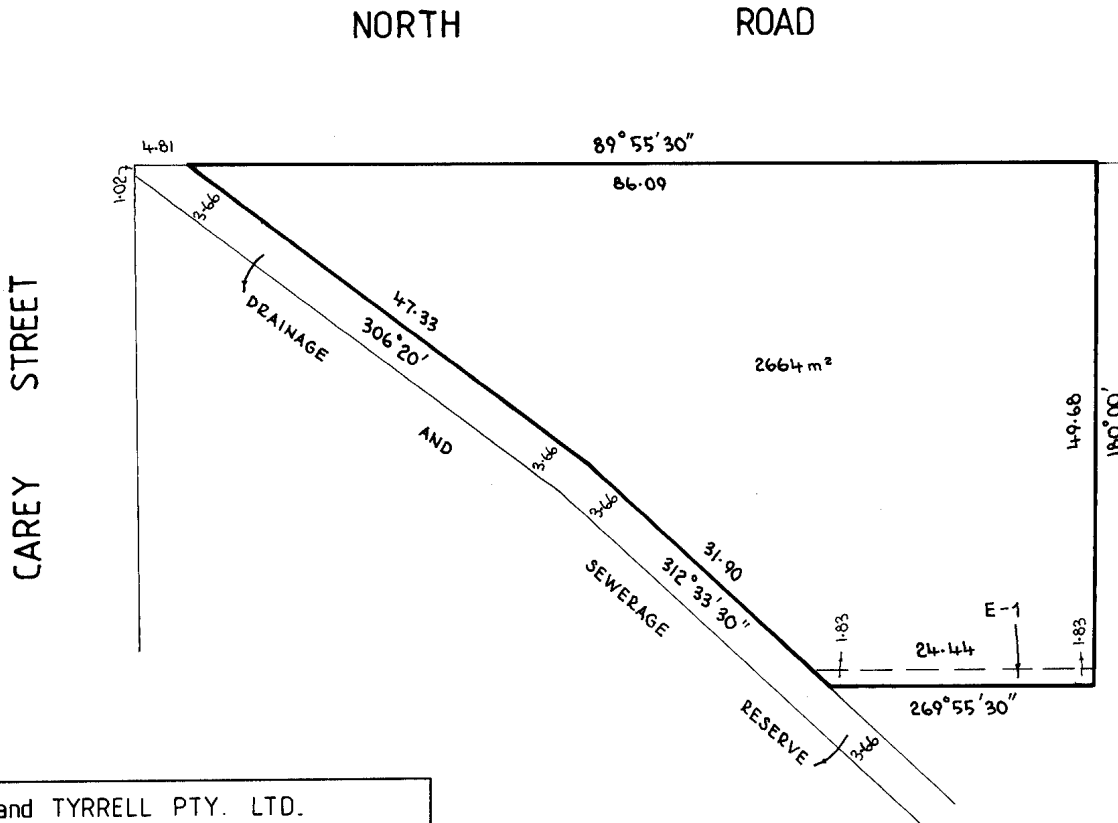 NORTH ROAD
4.81
89°55'30"
86.09
1.02
3.66
CAREY STREET
DRAINAGE
47.33
306°20'
2664 m²
49.68
180°00'
AND
3.66
3.66
SEWERAGE
31.90
312°33'30"
1.83
E-1
24.44
1.83
269°55'30"
RESERVE
3.66
and TYRRELL PTY. LTD.